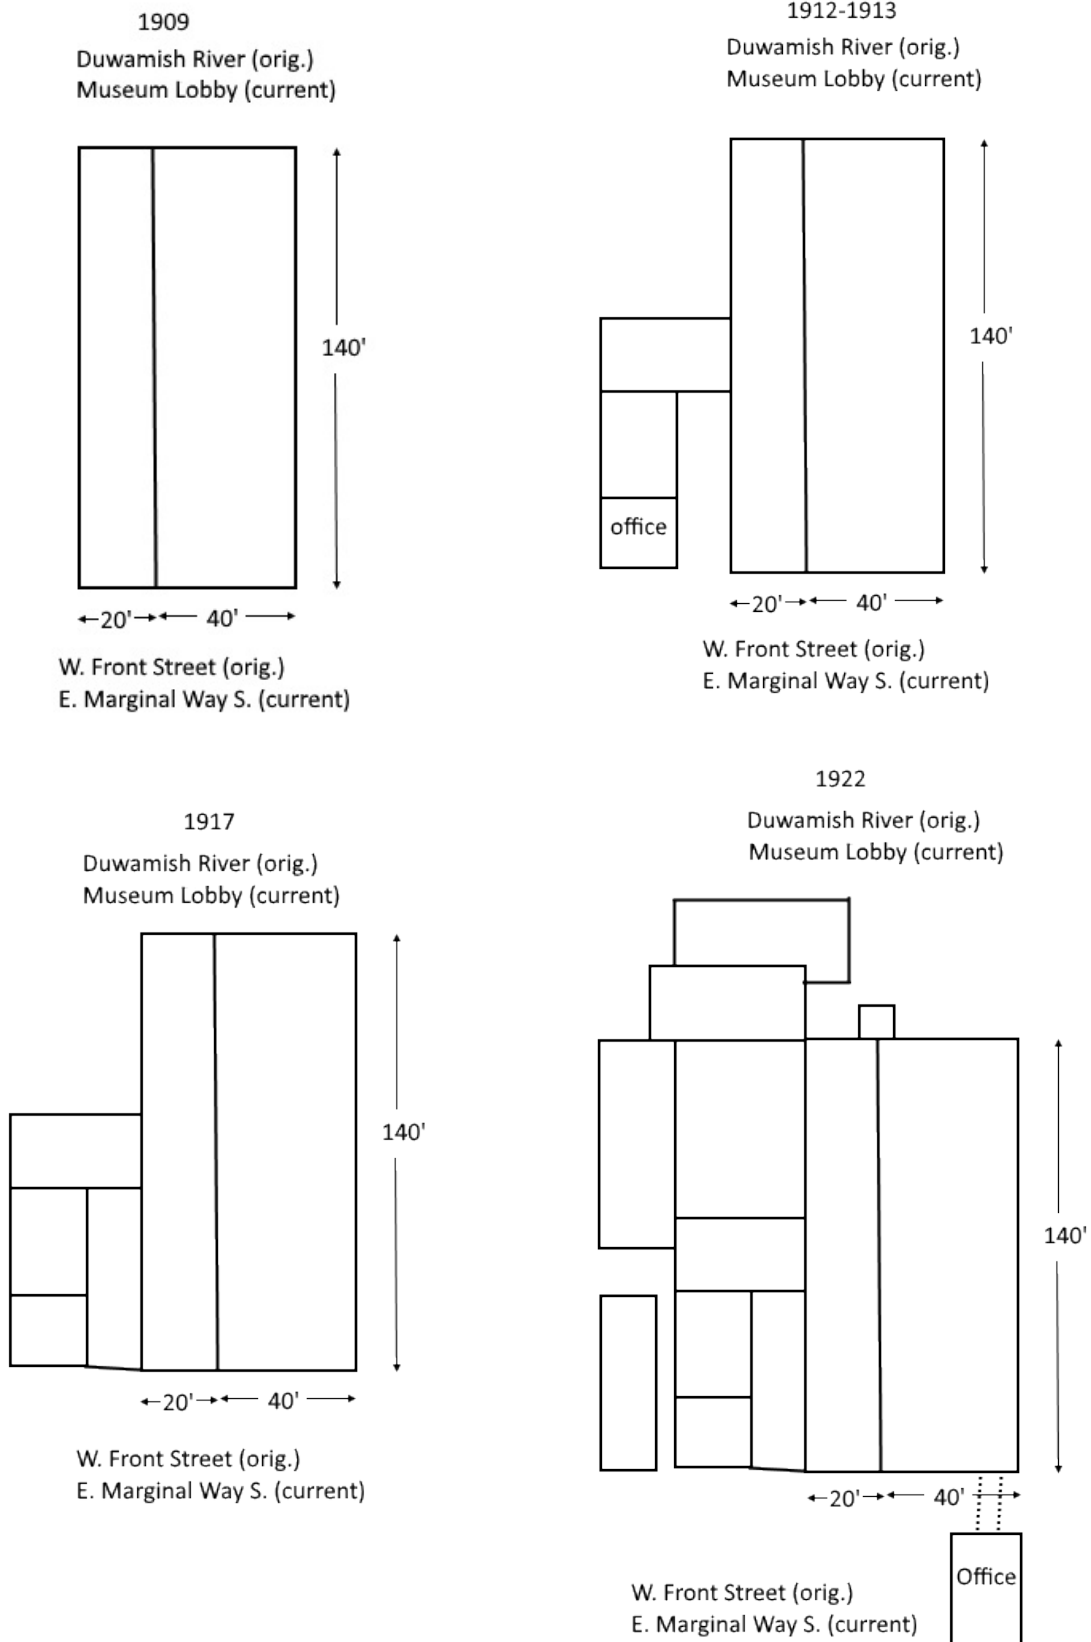 1909
Duwamish River (orig.)
Museum Lobby (current)
140'
20' 40'
W. Front Street (orig.)
E. Marginal Way S. (current)
1912-1913
Duwamish River (orig.)
Museum Lobby (current)
140'
office
20' 40'
W. Front Street (orig.)
E. Marginal Way S. (current)
1917
Duwamish River (orig.)
Museum Lobby (current)
140'
20' 40'
W. Front Street (orig.)
E. Marginal Way S. (current)
1922
Duwamish River (orig.)
Museum Lobby (current)
140'
20' 40'
Office
W. Front Street (orig.)
E. Marginal Way S. (current)